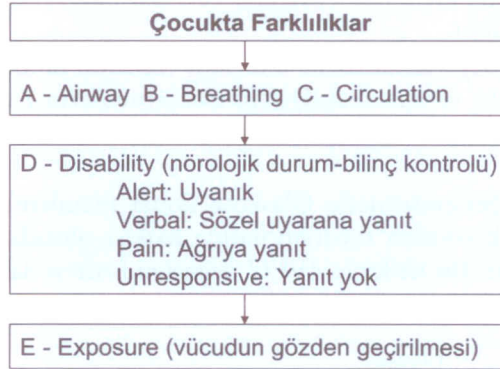 Çocukta Farklılıklar
A - Airway B - Breathing C - Circulation
D - Disability (nörolojik durum-bilinç kontrolü)
Alert: Uyanık
Verbal: Sözel uyarana yanıt
Pain: Ağrıya yanıt
Unresponsive: Yanıt yok
E - Exposure (vücudun gözden geçirilmesi)